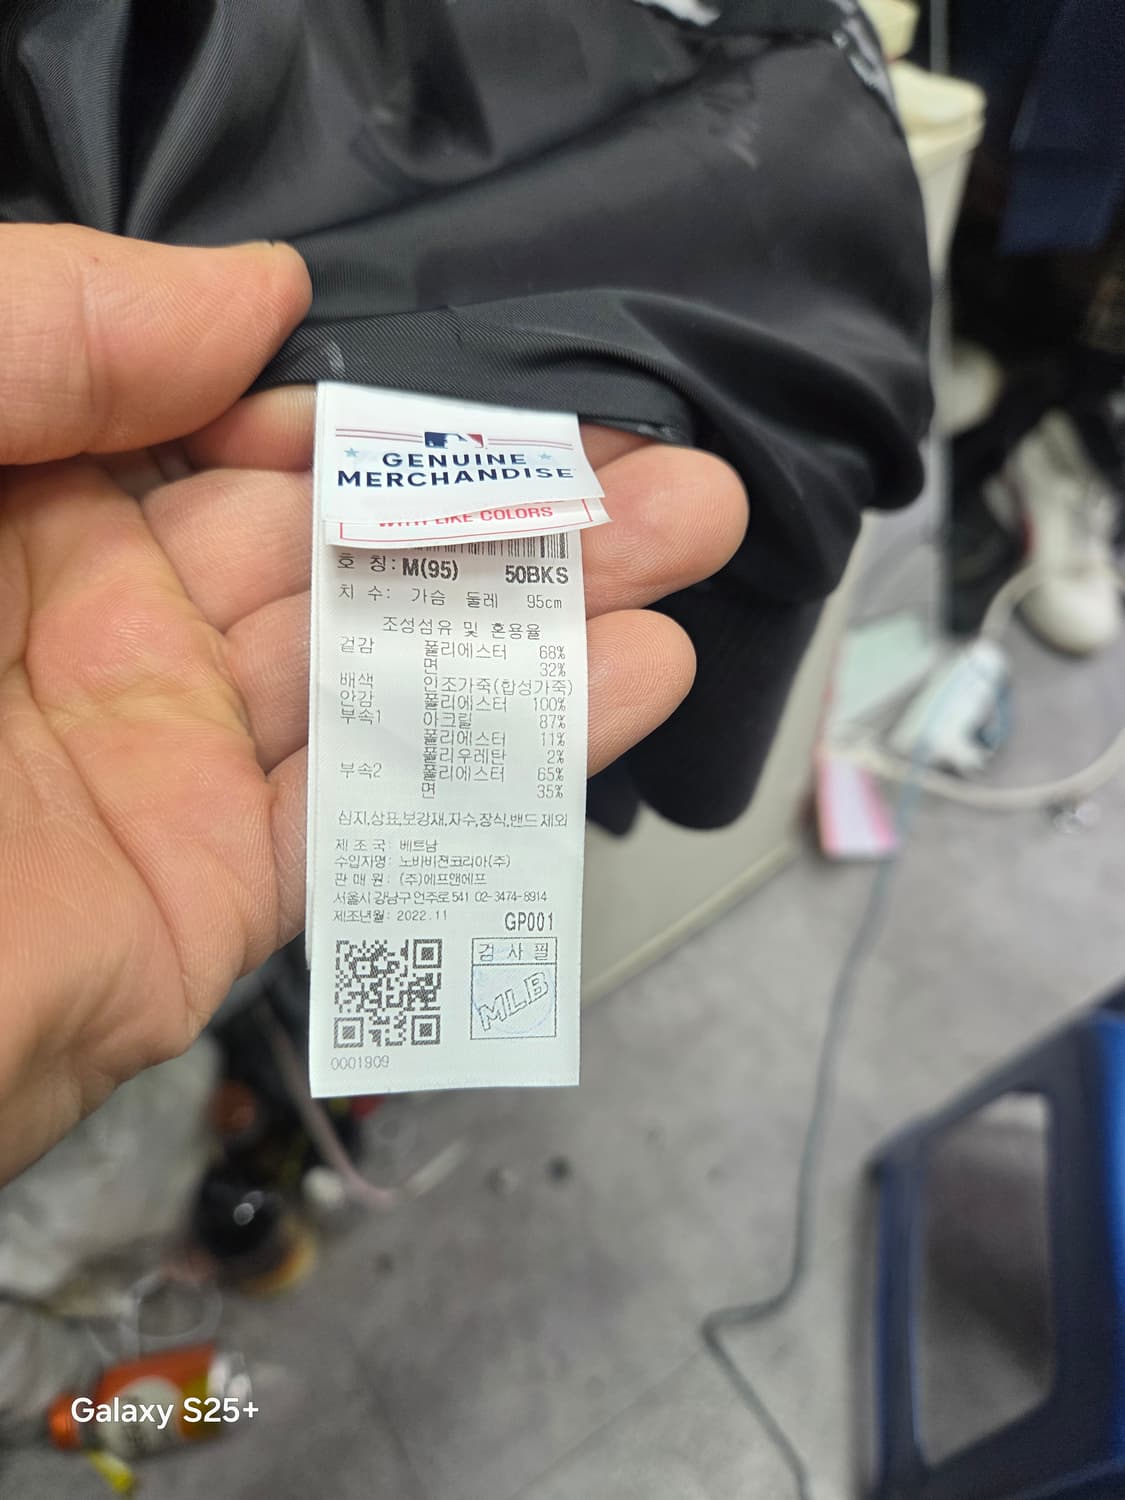 GENUINE
MERCHANDISE
WITH LIKE COLORS
호 칭: M(95) 50BKS
치 수: 가슴 둘레 95cm
조성섬유 및 혼용율
겉감 폴리에스터 68%
면 32%
배색 인조가죽(합성가죽)
안감 폴리에스터 100%
부속1 아크릴 87%
폴리에스터 11%
폴리우레탄 2%
부속2 폴리에스터 65%
면 35%
심지,상표,보강재,자수,장식,밴드제외
제 조 국: 베트남
수입자명: 노바비젼코리아(주)
판 매 원: (주)에프앤에프
서울시 강남구 언주로 541 02-3474-8914
제조년월: 2022.11 GP001
검 사 필
MLB
0001909
Galaxy S25+